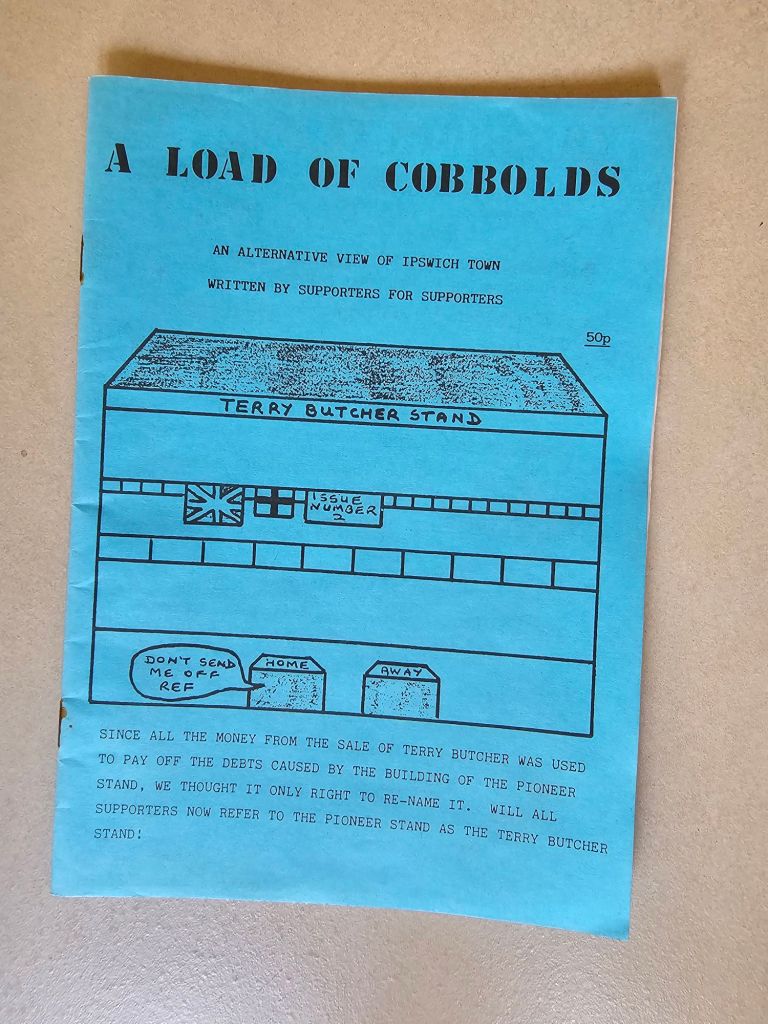 A LOAD OF COBBOLDS
AN ALTERNATIVE VIEW OF IPSWICH TOWN
WRITTEN BY SUPPORTERS FOR SUPPORTERS
50p
TERRY BUTCHER STAND
ISSUE
NUMBER
2
DON'T SEND
ME OFF
REF
HOME
AWAY
SINCE ALL THE MONEY FROM THE SALE OF TERRY BUTCHER WAS USED
TO PAY OFF THE DEBTS CAUSED BY THE BUILDING OF THE PIONEER
STAND, WE THOUGHT IT ONLY RIGHT TO RE-NAME IT. WILL ALL
SUPPORTERS NOW REFER TO THE PIONEER STAND AS THE TERRY BUTCHER
STAND!